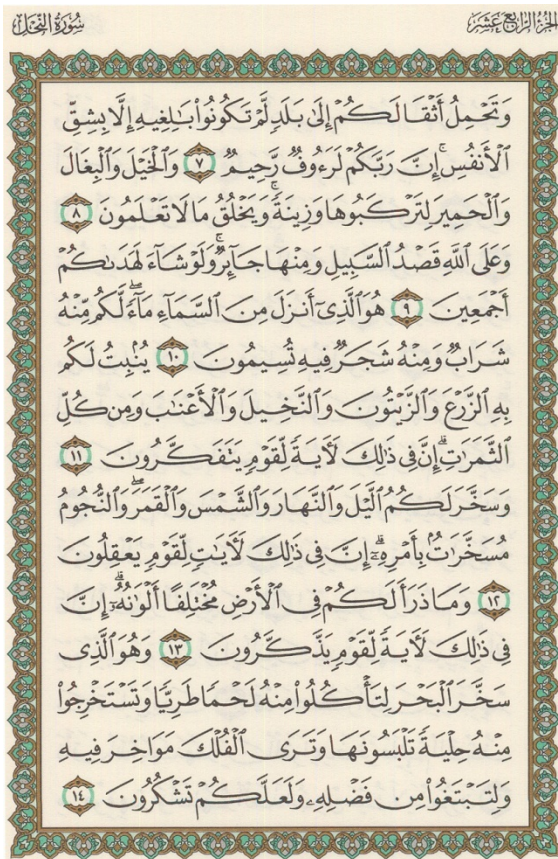 الجزء الرابع عشر
سورة النحل
وَتَحۡمِلُ أَثۡقَالَكُمۡ إِلَىٰ بَلَدٖ لَّمۡ تَكُونُواْ بَٰلِغِيهِ إِلَّا بِشِقِّ
ٱلۡأَنفُسِۚ إِنَّ رَبَّكُمۡ لَرَءُوفٞ رَّحِيمٞ ٧ وَٱلۡخَيۡلَ وَٱلۡبِغَالَ
وَٱلۡحَمِيرَ لِتَرۡكَبُوهَا وَزِينَةٗۚ وَيَخۡلُقُ مَا لَا تَعۡلَمُونَ ٨
وَعَلَى ٱللَّهِ قَصۡدُ ٱلسَّبِيلِ وَمِنۡهَا جَآئِرٞۚ وَلَوۡ شَآءَ لَهَدَىٰكُمۡ
أَجۡمَعِينَ ٩ هُوَ ٱلَّذِيٓ أَنزَلَ مِنَ ٱلسَّمَآءِ مَآءٗۖ لَّكُم مِّنۡهُ
شَرَابٞ وَمِنۡهُ شَجَرٞ فِيهِ تُسِيمُونَ ١٠ يُنۢبِتُ لَكُم
بِهِ ٱلزَّرۡعَ وَٱلزَّيۡتُونَ وَٱلنَّخِيلَ وَٱلۡأَعۡنَٰبَ وَمِن كُلِّ
ٱلثَّمَرَٰتِۚ إِنَّ فِي ذَٰلِكَ لَأٓيَةٗ لِّقَوۡمٖ يَتَفَكَّرُونَ ١١
وَسَخَّرَ لَكُمُ ٱلَّيۡلَ وَٱلنَّهَارَ وَٱلشَّمۡسَ وَٱلۡقَمَرَۖ وَٱلنُّجُومُ
مُسَخَّرَٰتُۢ بِأَمۡرِهِۦٓۚ إِنَّ فِي ذَٰلِكَ لَأٓيَٰتٖ لِّقَوۡمٖ يَعۡقِلُونَ
١٢ وَمَا ذَرَأَ لَكُمۡ فِي ٱلۡأَرۡضِ مُخۡتَلِفًا أَلۡوَٰنُهُۥٓۚ إِنَّ
فِي ذَٰلِكَ لَأٓيَةٗ لِّقَوۡمٖ يَذَّكَّرُونَ ١٣ وَهُوَ ٱلَّذِي
سَخَّرَ ٱلۡبَحۡرَ لِتَأۡكُلُواْ مِنۡهُ لَحۡمٗا طَرِيّٗا وَتَسۡتَخۡرِجُواْ
مِنۡهُ حِلۡيَةٗ تَلۡبَسُونَهَاۖ وَتَرَى ٱلۡفُلۡكَ مَوَاخِرَ فِيهِ
وَلِتَبۡتَغُواْ مِن فَضۡلِهِۦ وَلَعَلَّكُمۡ تَشۡكُرُونَ ١٤